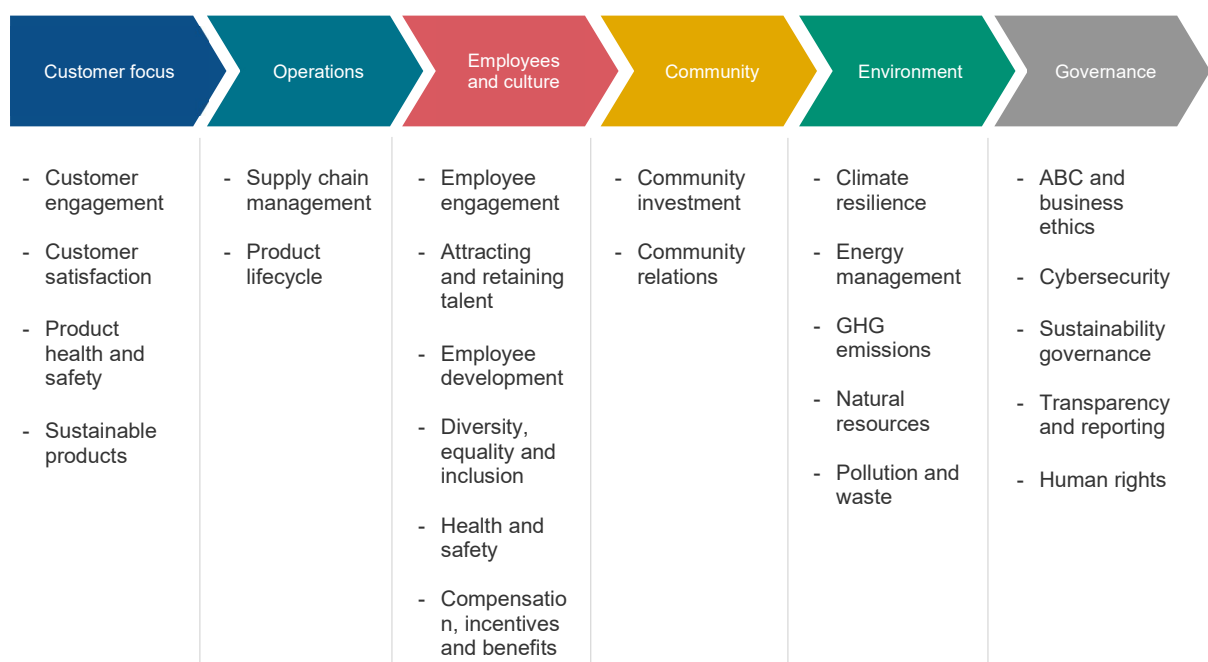 Customer focus
Operations
Employees
and culture
Community
Environment
Governance
- Customer
engagement
- Customer
satisfaction
- Product
health and
safety
- Sustainable
products
- Supply chain
management
- Product
lifecycle
- Employee
engagement
- Attracting
and retaining
talent
- Employee
development
- Diversity,
equality and
inclusion
- Health and
safety
- Compensatio
n, incentives
and benefits
- Community
investment
- Community
relations
- Climate
resilience
- Energy
management
- GHG
emissions
- Natural
resources
- Pollution and
waste
- ABC and
business
ethics
- Cybersecurity
- Sustainability
governance
- Transparency
and reporting
- Human rights